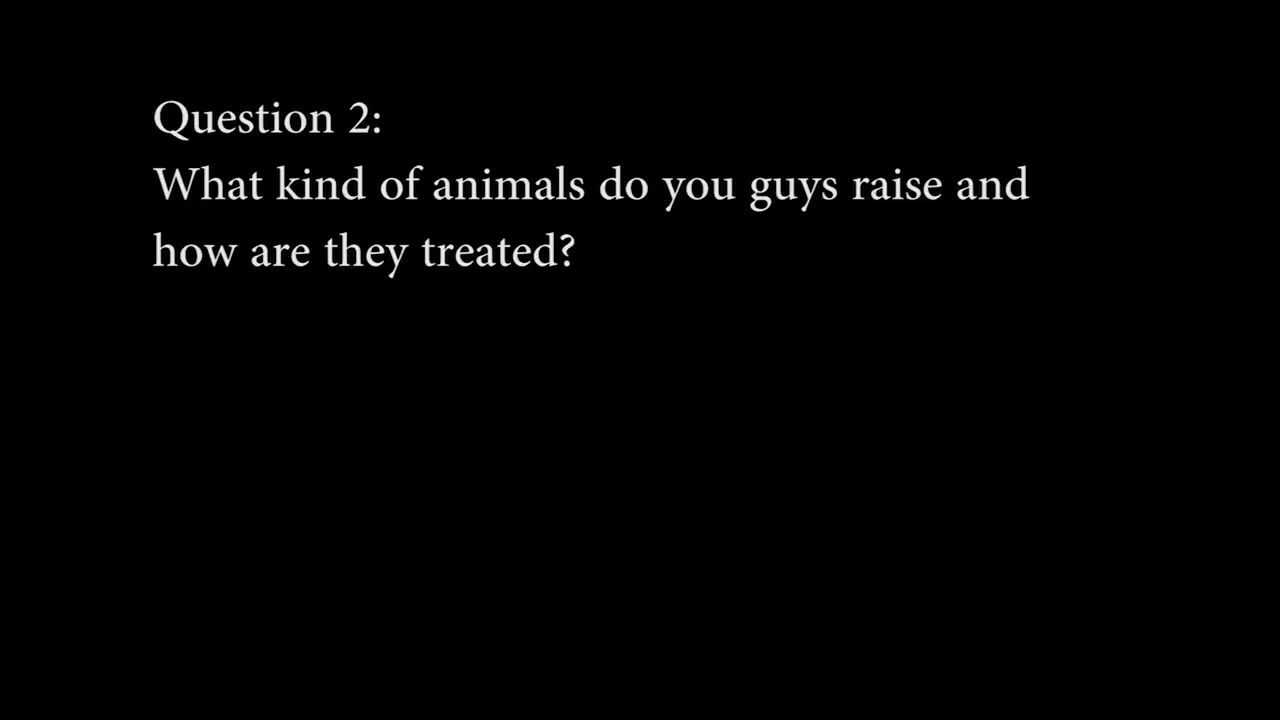 Question 2:
What kind of animals do you guys raise and
how are they treated?